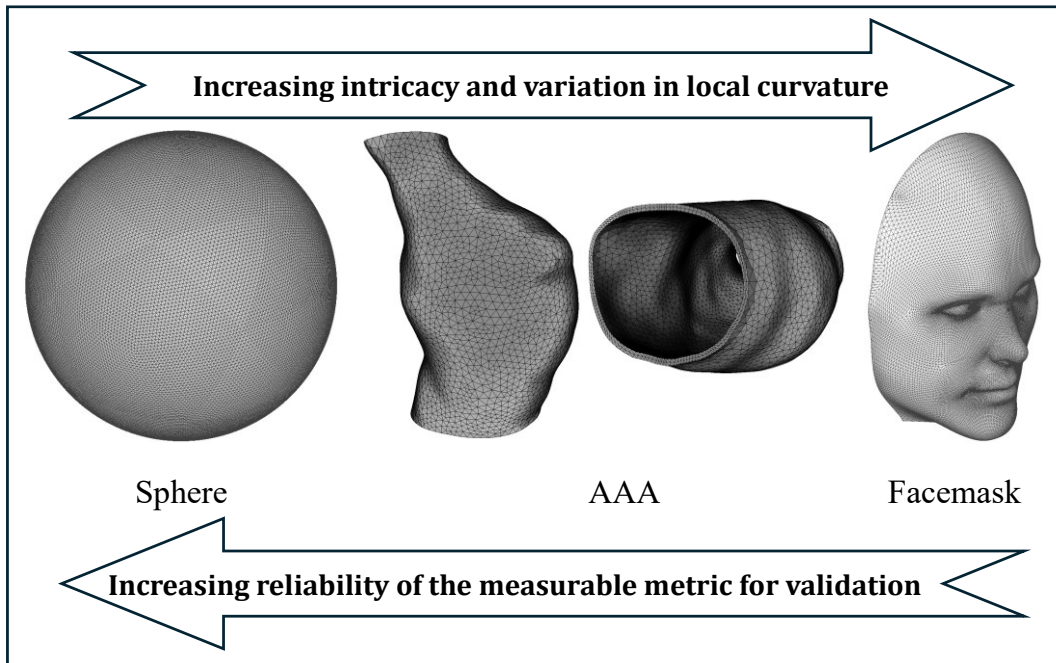 Increasing intricacy and variation in local curvature
Sphere
AAA
Facemask
Increasing reliability of the measurable metric for validation